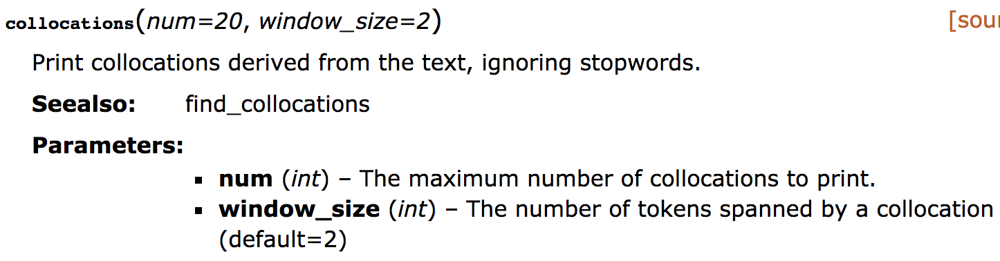 collocations(num=20, window_size=2) [sour
Print collocations derived from the text, ignoring stopwords.
Seealso: find_collocations
Parameters:
▪ num (int) – The maximum number of collocations to print.
▪ window_size (int) – The number of tokens spanned by a collocation
(default=2)